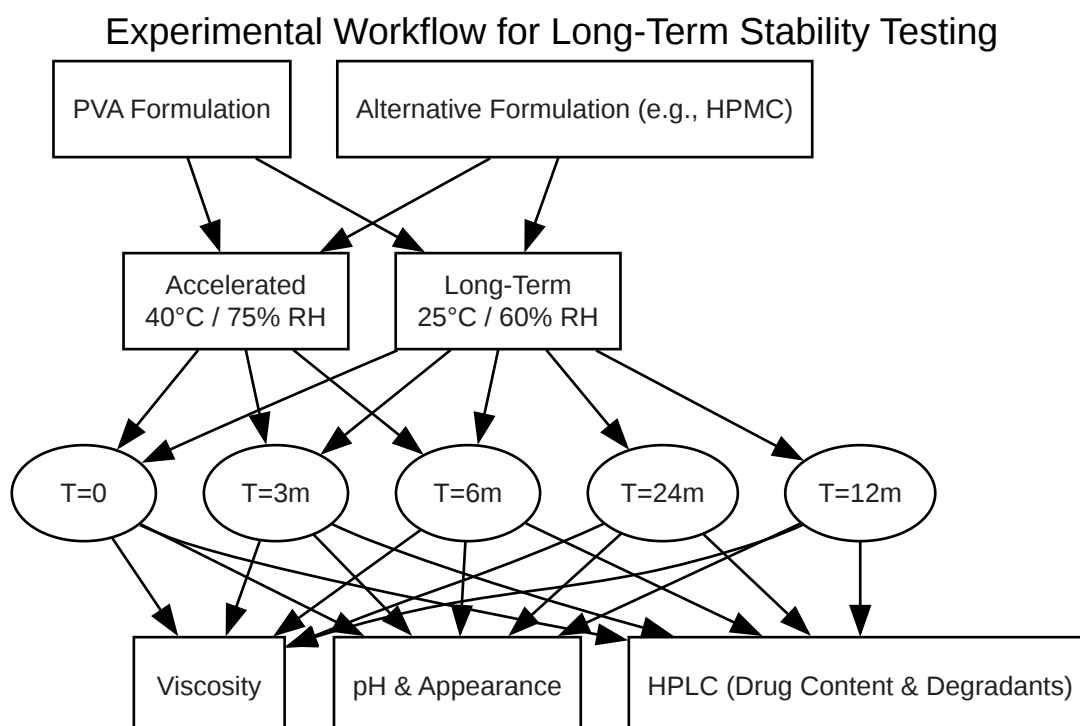 Experimental Workflow for Long-Term Stability Testing
PVA Formulation
Alternative Formulation (e.g., HPMC)
Accelerated
40°C / 75% RH
Long-Term
25°C / 60% RH
T=0
T=3m
T=6m
T=24m
T=12m
Viscosity
pH & Appearance
HPLC (Drug Content & Degradants)